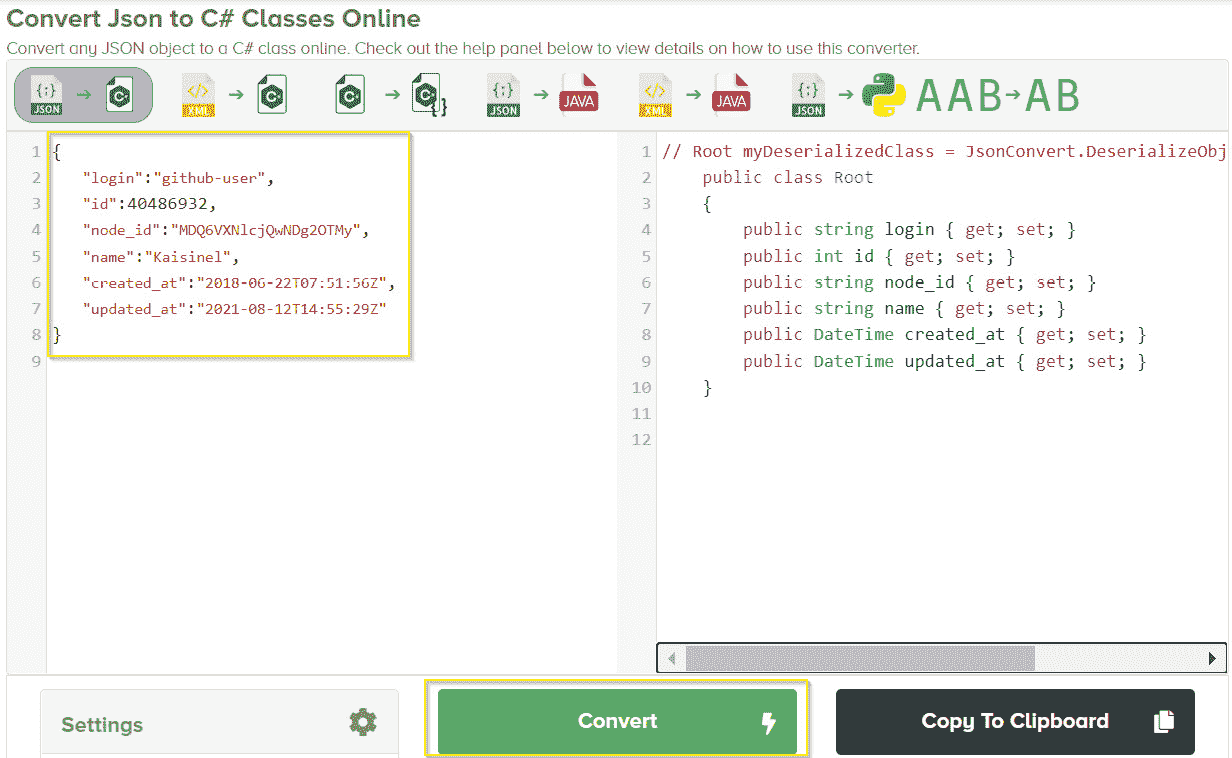 Convert Json to C# Classes Online
Convert any JSON object to a C# class online. Check out the help panel below to view details on how to use this converter.
{;} JSON → C </> XML → C C → C {} {;} JSON → JAVA </> XML → JAVA {;} JSON → AAB→AB
1 {
2 "login":"github-user",
3 "id":40486932,
4 "node_id":"MDQ6VXNlcjQwNDg2OTMy",
5 "name":"Kaisinel",
6 "created_at":"2018-06-22T07:51:56Z",
7 "updated_at":"2021-08-12T14:55:29Z"
8 }
9
1 // Root myDeserializedClass = JsonConvert.DeserializeObj
2 public class Root
3 {
4 public string login { get; set; }
5 public int id { get; set; }
6 public string node_id { get; set; }
7 public string name { get; set; }
8 public DateTime created_at { get; set; }
9 public DateTime updated_at { get; set; }
10 }
11
12
Settings
Convert
Copy To Clipboard